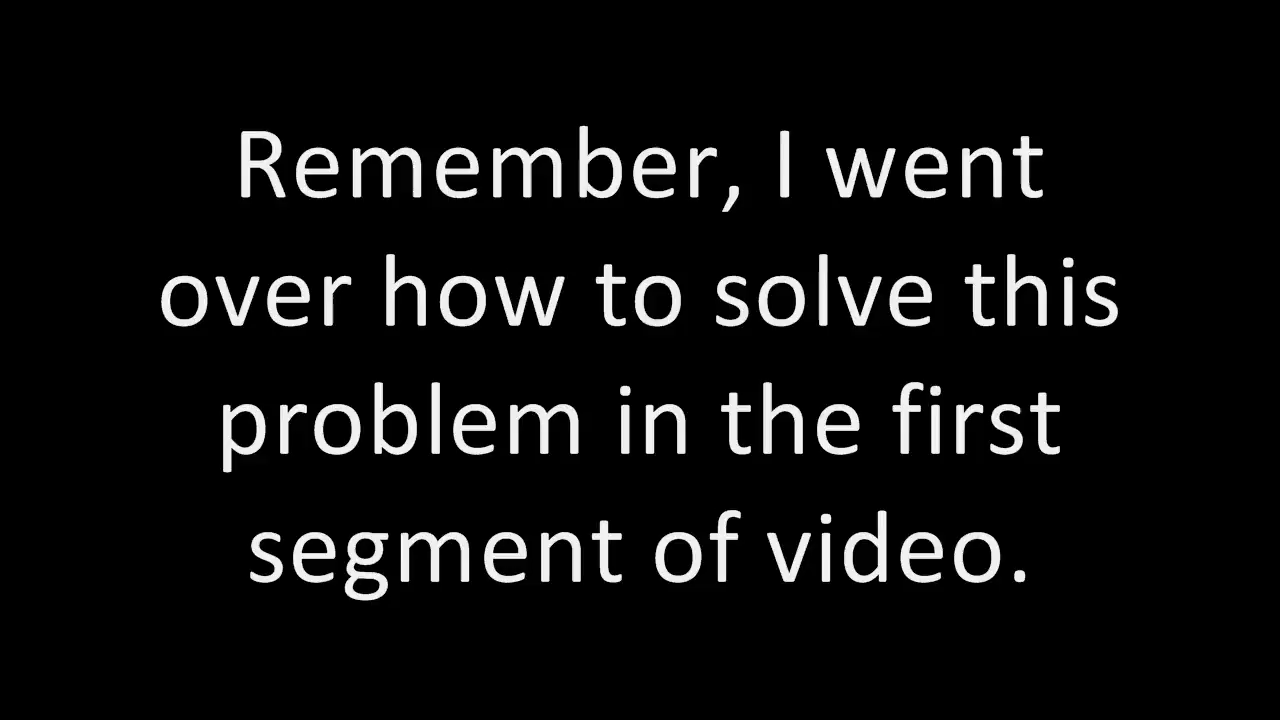 Remember, I went
over how to solve this
problem in the first
segment of video.